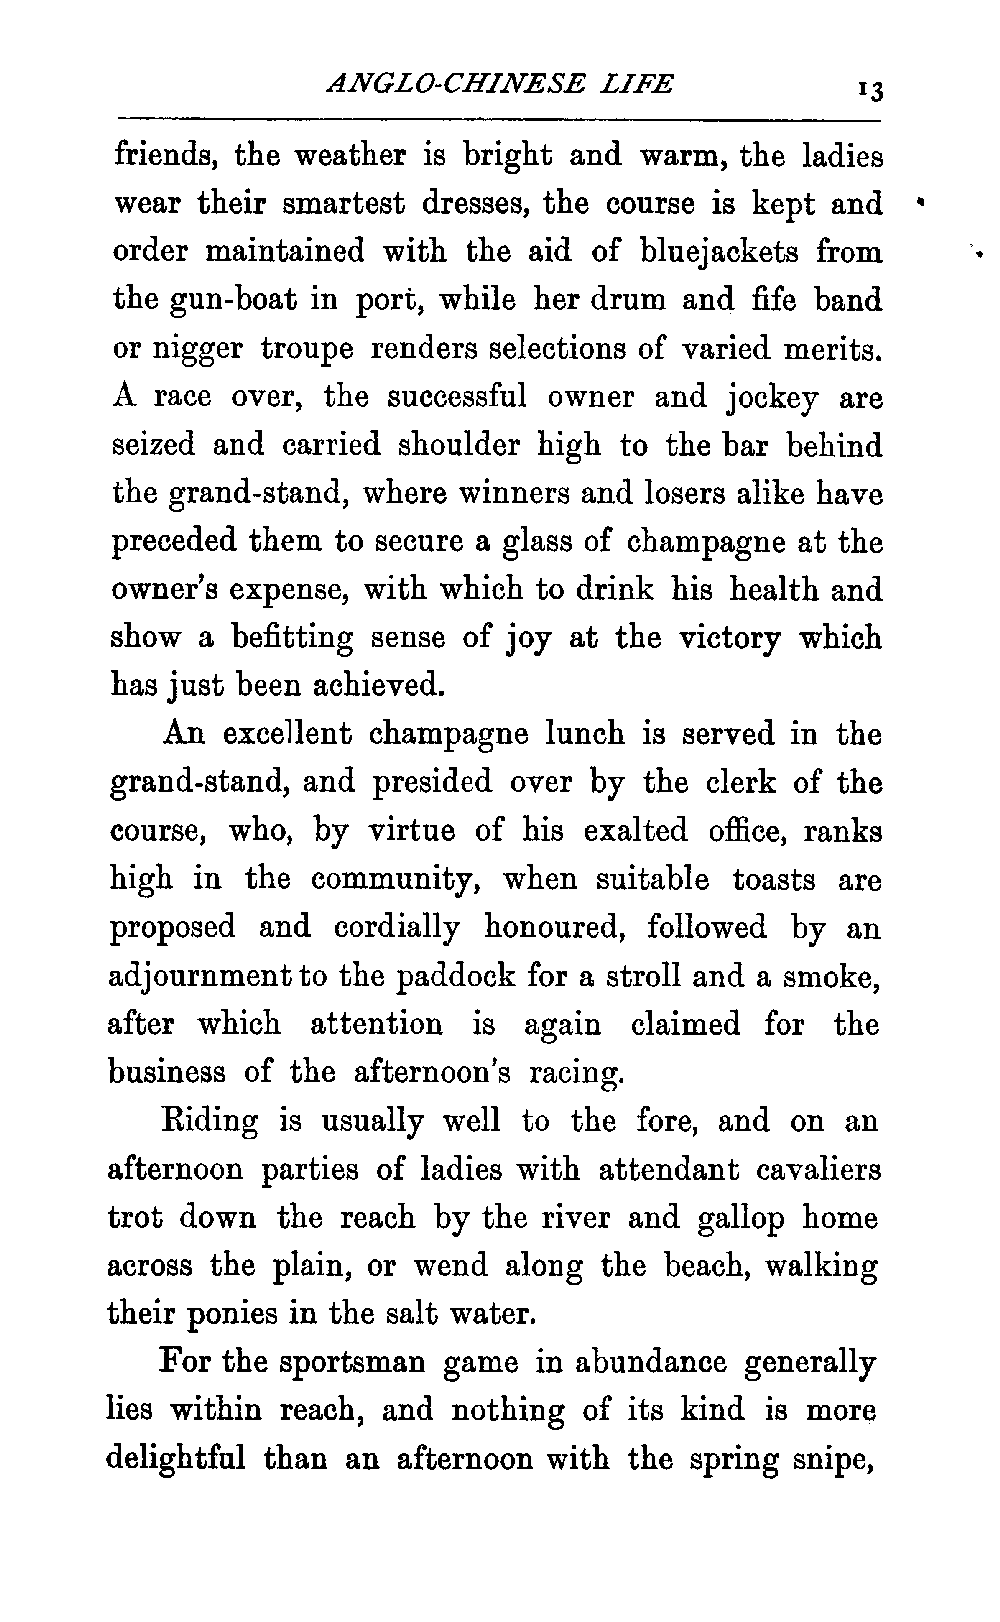 ANGLO-CHINESE LIFE 13
friends, the weather is bright and warm, the ladies
wear their smartest dresses, the course is kept and
order maintained with the aid of bluejackets from
the gun-boat in port, while her drum and fife band
or nigger troupe renders selections of varied merits.
A race over, the successful owner and jockey are
seized and carried shoulder high to the bar behind
the grand-stand, where winners and losers alike have
preceded them to secure a glass of champagne at the
owner's expense, with which to drink his health and
show a befitting sense of joy at the victory which
has just been achieved.
An excellent champagne lunch is served in the
grand-stand, and presided over by the clerk of the
course, who, by virtue of his exalted office, ranks
high in the community, when suitable toasts are
proposed and cordially honoured, followed by an
adjournment to the paddock for a stroll and a smoke,
after which attention is again claimed for the
business of the afternoon's racing.
Riding is usually well to the fore, and on an
afternoon parties of ladies with attendant cavaliers
trot down the reach by the river and gallop home
across the plain, or wend along the beach, walking
their ponies in the salt water.
For the sportsman game in abundance generally
lies within reach, and nothing of its kind is more
delightful than an afternoon with the spring snipe,